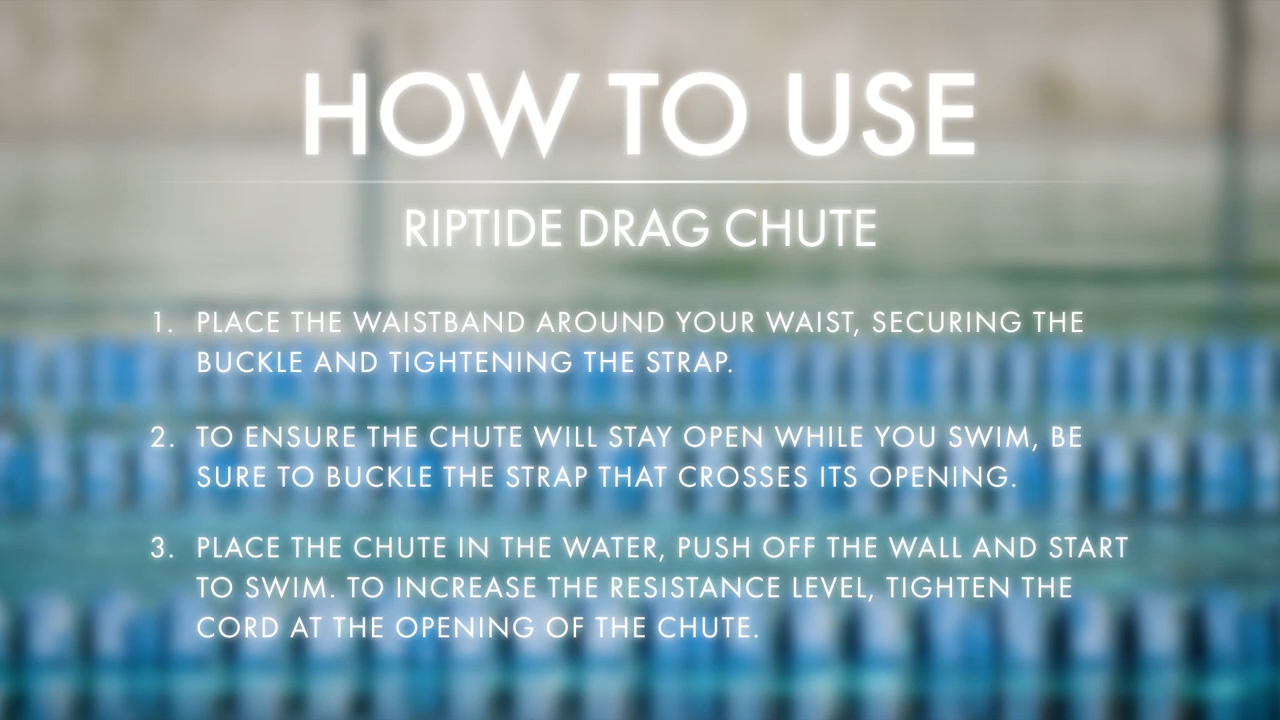 HOW TO USE
RIPTIDE DRAG CHUTE
1. PLACE THE WAISTBAND AROUND YOUR WAIST, SECURING THE
BUCKLE AND TIGHTENING THE STRAP.
2. TO ENSURE THE CHUTE WILL STAY OPEN WHILE YOU SWIM, BE
SURE TO BUCKLE THE STRAP THAT CROSSES ITS OPENING.
3. PLACE THE CHUTE IN THE WATER, PUSH OFF THE WALL AND START
TO SWIM. TO INCREASE THE RESISTANCE LEVEL, TIGHTEN THE
CORD AT THE OPENING OF THE CHUTE.